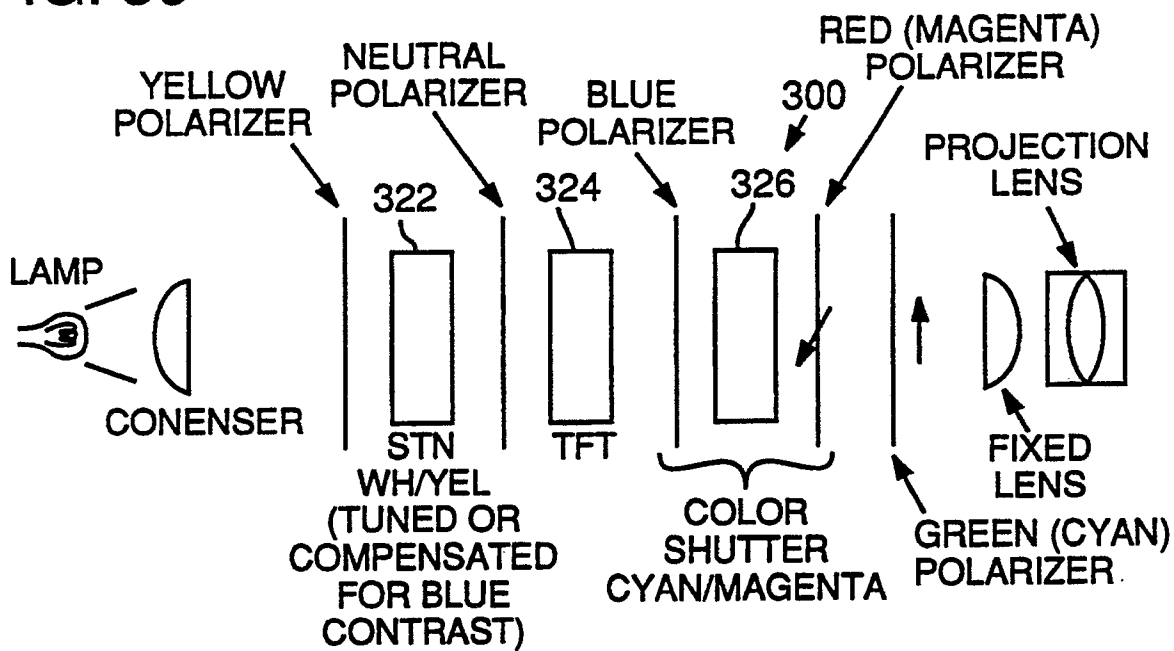 RED (MAGENTA)
POLARIZER
NEUTRAL
POLARIZER
YELLOW
POLARIZER
BLUE
POLARIZER
300
PROJECTION
LENS
322
324
326
LAMP
CONENSER
STN
WH/YEL
(TUNED OR
COMPENSATED
FOR BLUE
CONTRAST)
TFT
COLOR
SHUTTER
CYAN/MAGENTA
FIXED
LENS
GREEN (CYAN)
POLARIZER